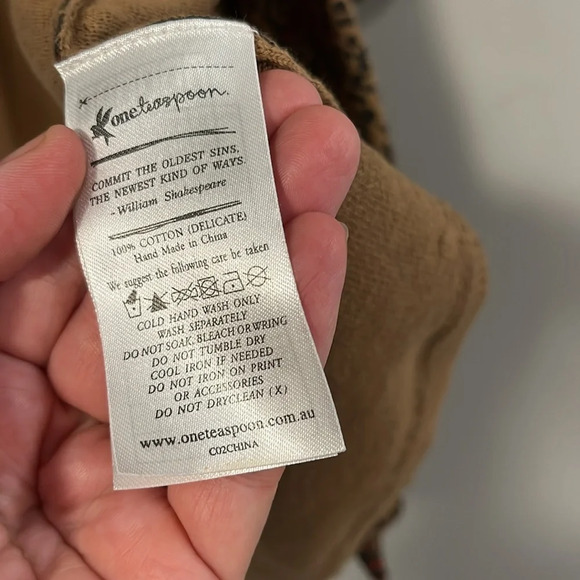 oneteaspoon.
COMMIT THE OLDEST SINS,
THE NEWEST KIND OF WAYS.
- William Shakespeare
100% COTTON (DELICATE)
Hand Made in China
We suggest the following care be taken
COLD HAND WASH ONLY
WASH SEPARATELY
DO NOT SOAK, BLEACH OR WRING
DO NOT TUMBLE DRY
COOL IRON IF NEEDED
DO NOT IRON ON PRINT
OR ACCESSORIES
DO NOT DRYCLEAN (X)
www.oneteaspoon.com.au
C02CHINA